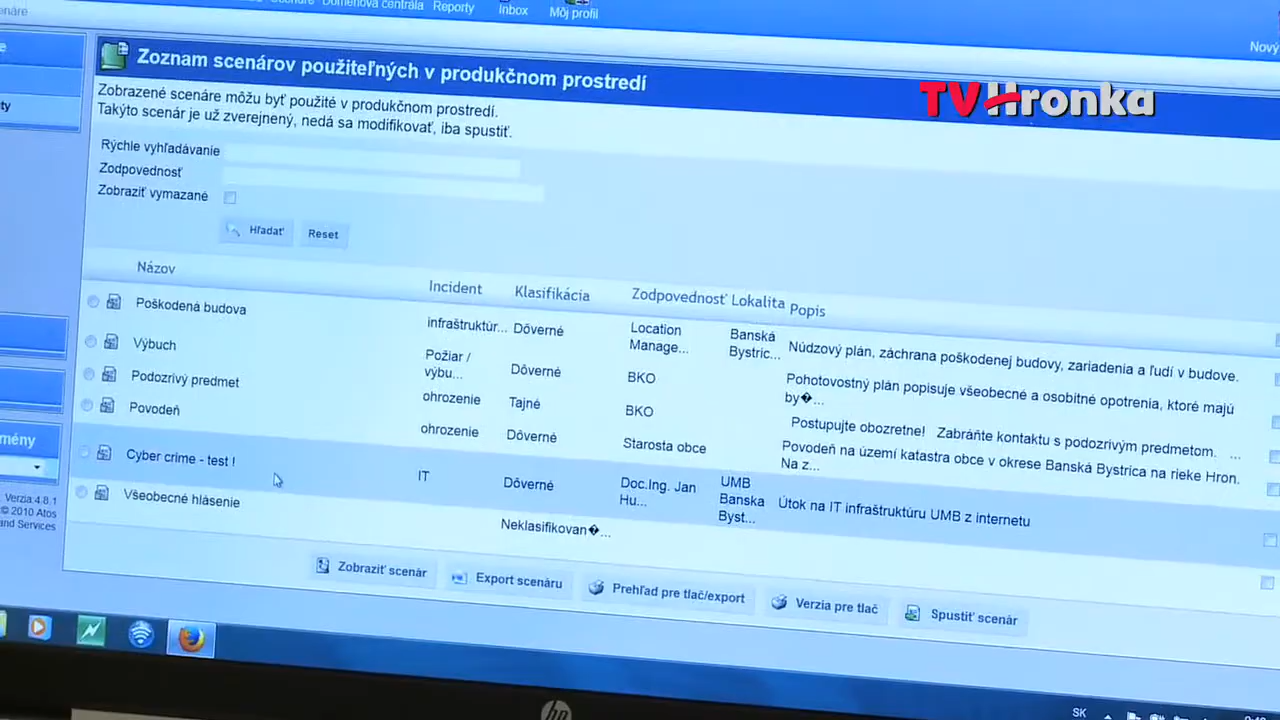 Scenáre Doménová centrála Reporty Inbox Môj profil
Nový
Zoznam scenárov použiteľných v produkčnom prostredí
TV Hronka
Zobrazené scenáre môžu byť použité v produkčnom prostredí.
Takýto scenár je už zverejnený, nedá sa modifikovať, iba spustiť.
Rýchle vyhľadávanie
Zodpovednosť
Zobraziť vymazané
Hľadať Reset
Názov Incident Klasifikácia Zodpovednosť Lokalita Popis
Poškodená budova infraštruktúr... Dôverné Location Manage... Banská Bystric... Núdzový plán, záchrana poškodenej budovy, zariadenia a ľudí v budove.
Výbuch Požiar / výbu... Dôverné BKO Pohotovostný plán popisuje všeobecné a osobitné opotrenia, ktoré majú by�...
Podozrivý predmet ohrozenie Tajné BKO Postupujte obozretne! Zabráňte kontaktu s podozrivým predmetom. ...
Povodeň ohrozenie Dôverné Starosta obce Povodeň na území katastra obce v okrese Banská Bystrica na rieke Hron. Na z...
Cyber crime - test ! IT Dôverné Doc.Ing. Jan Hu... UMB Banska Byst... Útok na IT infraštruktúru UMB z internetu
Všeobecné hlásenie Neklasifikovan�...
Zobraziť scenár Export scenáru Prehľad pre tlač/export Verzia pre tlač Spustiť scenár
mény
Verzia:4.8.1
© 2010 Atos
and Services
SK
hp